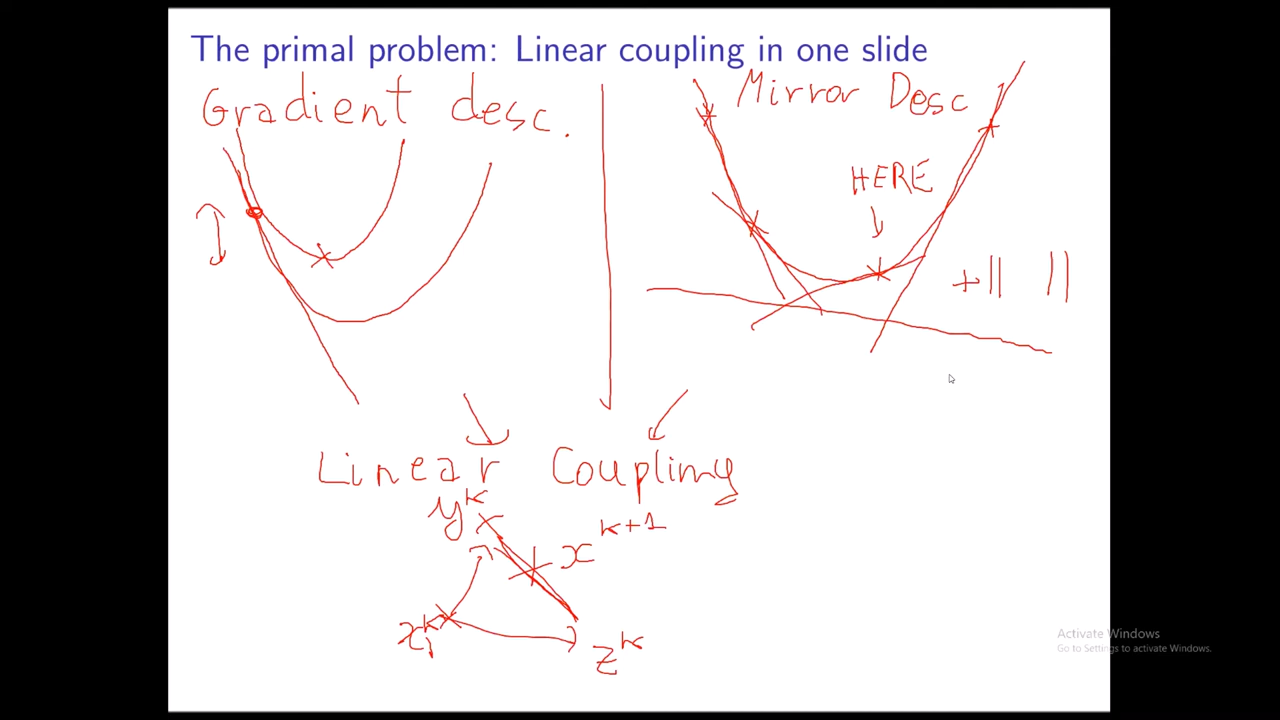 The primal problem: Linear coupling in one slide
Gradient desc.
Mirror Desc
HERE
+|| ||
Linear Coupling
y^k
x^{k+1}
x^k
z^k
Activate Windows
Go to Settings to activate Windows.